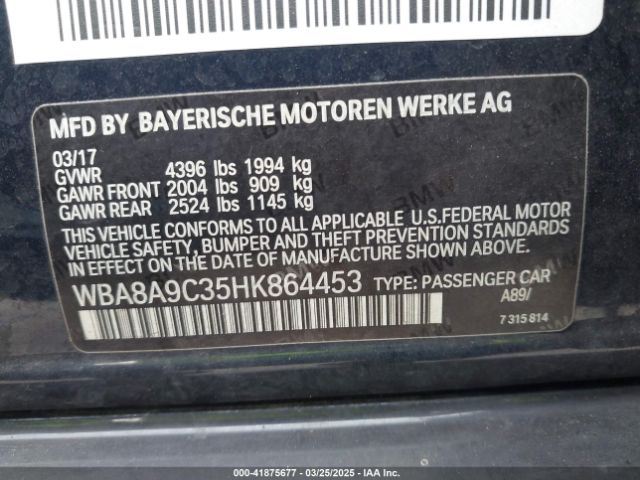 MFD BY BAYERISCHE MOTOREN WERKE AG
03/17
GVWR 4396 lbs 1994 kg
GAWR FRONT 2004 lbs 909 kg
GAWR REAR 2524 lbs 1145 kg
THIS VEHICLE CONFORMS TO ALL APPLICABLE U.S.FEDERAL MOTOR
VEHICLE SAFETY, BUMPER AND THEFT PREVENTION STANDARDS
IN EFFECT ON THE DATE OF MANUFACTURE SHOWN ABOVE.
WBA8A9C35HK864453 TYPE: PASSENGER CAR
A89/
7 315 814
000-41875677 - 03/25/2025 - IAA Inc.